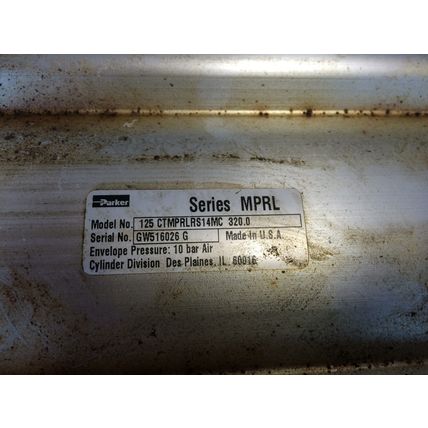 Parker Series MPRL
Model No. 125 CTMPRLRS14MC 320.0
Serial No. GW516026 G Made In U.S.A
Envelope Pressure: 10 bar Air
Cylinder Division Des Plaines, IL 60016